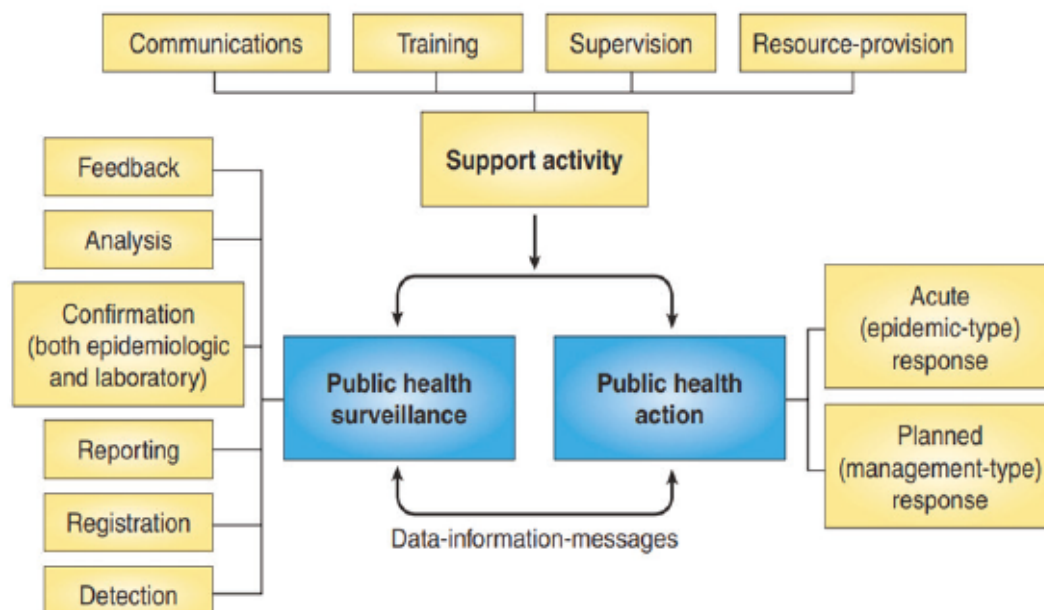 Communications
Training
Supervision
Resource-provision
Support activity
Feedback
Analysis
Confirmation
(both epidemiologic
and laboratory)
Reporting
Registration
Detection
Public health
surveillance
Public health
action
Data-information-messages
Acute
(epidemic-type)
response
Planned
(management-type)
response